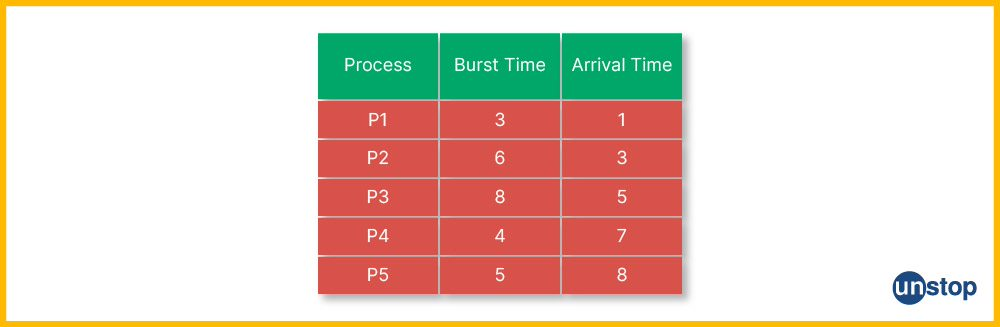 Process Burst Time Arrival Time
P1 3 1
P2 6 3
P3 8 5
P4 4 7
P5 5 8
unstop